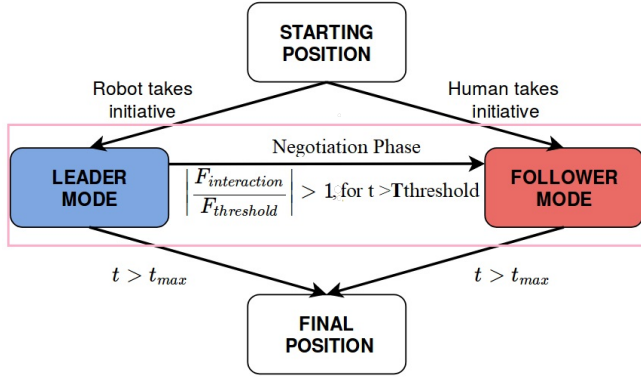 STARTING
POSITION
Robot takes
initiative
Human takes
initiative
Negotiation Phase
LEADER
MODE
|F_interaction / F_threshold| > 1, for t >Tthreshold
FOLLOWER
MODE
t > t_max
t > t_max
FINAL
POSITION